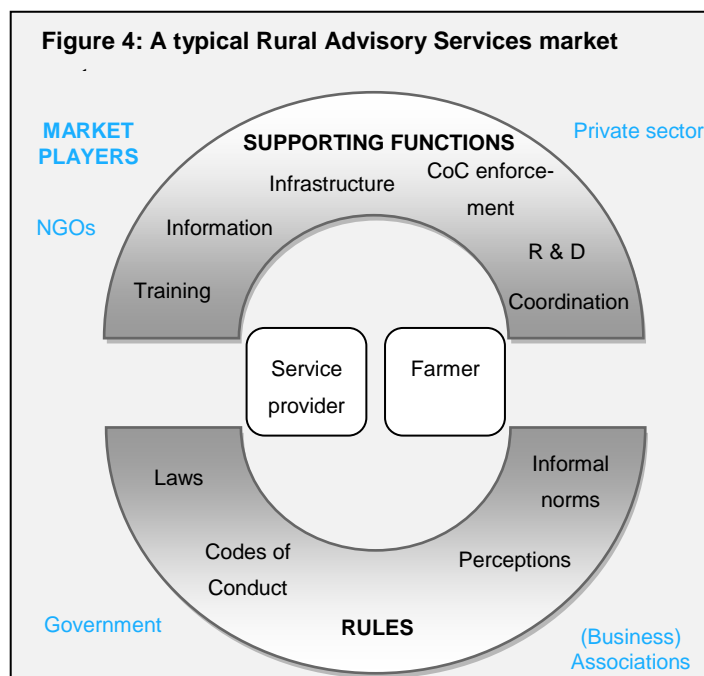 Figure 4: A typical Rural Advisory Services market
MARKET
PLAYERS
Private sector
SUPPORTING FUNCTIONS
Infrastructure
CoC enforce-
ment
NGOs
Information
R & D
Training
Coordination
Service
provider
Farmer
Laws
Informal
norms
Codes of
Conduct
Perceptions
Government
RULES
(Business)
Associations